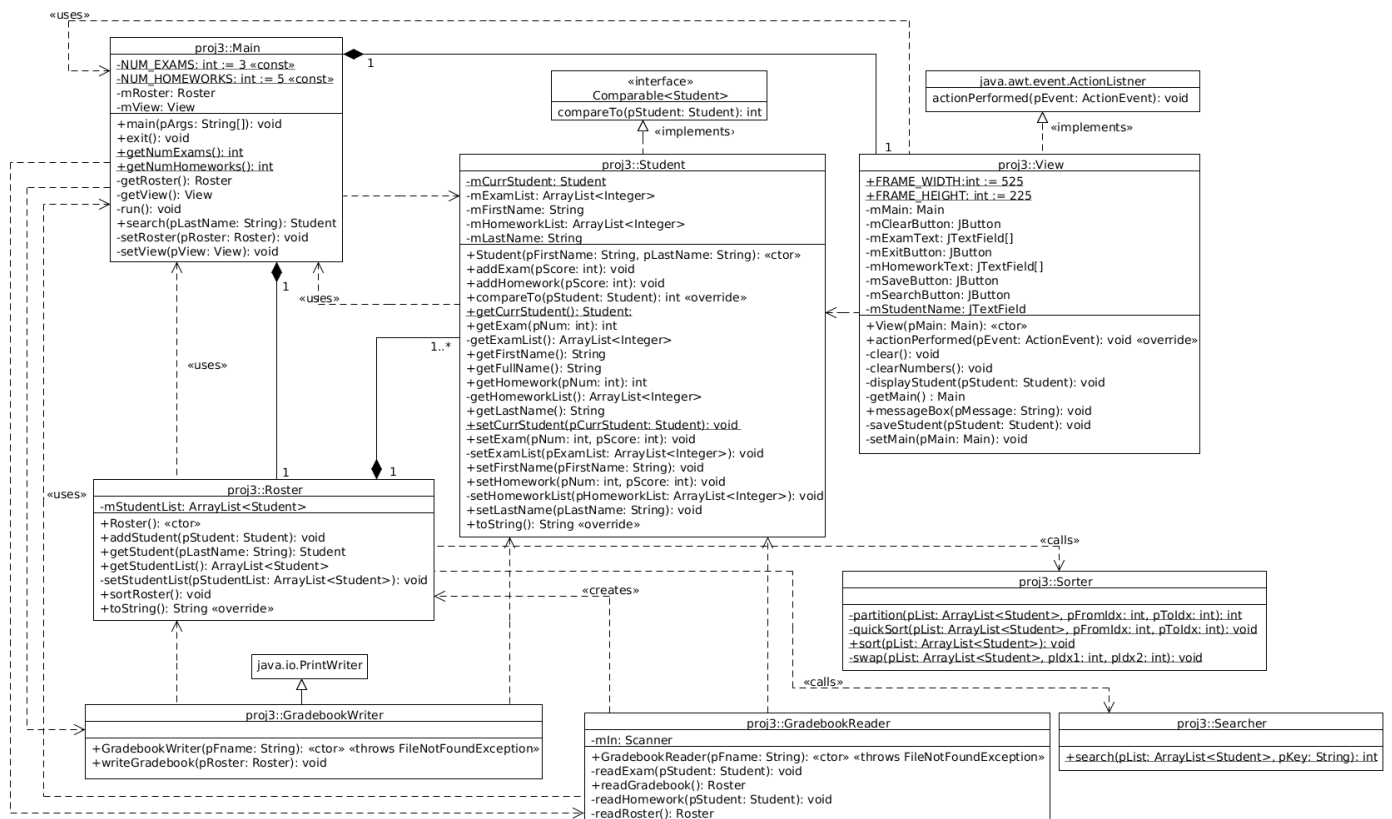 «uses»
proj3::Main
-NUM_EXAMS: int := 3 «const»
-NUM_HOMEWORKS: int := 5 «const»
-mRoster: Roster
-mView: View
+main(pArgs: String[]): void
+exit(): void
+getNumExams(): int
+getNumHomeworks(): int
-getRoster(): Roster
-getView(): View
-run(): void
+search(pLastName: String): Student
-setRoster(pRoster: Roster): void
-setView(pView: View): void
1
1
«interface»
Comparable<Student>
compareTo(pStudent: Student): int
«implements›
java.awt.event.ActionListner
actionPerformed(pEvent: ActionEvent): void
«implements»
proj3::Student
-mCurrStudent: Student
-mExamList: ArrayList<Integer>
-mFirstName: String
-mHomeworkList: ArrayList<Integer>
-mLastName: String
+Student(pFirstName: String, pLastName: String): «ctor»
+addExam(pScore: int): void
+addHomework(pScore: int): void
+compareTo(pStudent: Student): int «override»
+getCurrStudent(): Student:
+getExam(pNum: int): int
-getExamList(): ArrayList<Integer>
+getFirstName(): String
+getFullName(): String
+getHomework(pNum: int): int
-getHomeworkList(): ArrayList<Integer>
+getLastName(): String
+setCurrStudent(pCurrStudent: Student): void
+setExam(pNum: int, pScore: int): void
-setExamList(pExamList: ArrayList<Integer>): void
+setFirstName(pFirstName: String): void
+setHomework(pNum: int, pScore: int): void
-setHomeworkList(pHomeworkList: ArrayList<Integer>): void
+setLastName(pLastName: String): void
+toString(): String «override»
proj3::View
+FRAME_WIDTH:int := 525
+FRAME_HEIGHT: int := 225
-mMain: Main
-mClearButton: JButton
-mExamText: JTextField[]
-mExitButton: JButton
-mHomeworkText: JTextField[]
-mSaveButton: JButton
-mSearchButton: JButton
-mStudentName: JTextField
+View(pMain: Main): «ctor»
+actionPerformed(pEvent: ActionEvent): void «override»
-clear(): void
-clearNumbers(): void
-displayStudent(pStudent: Student): void
-getMain() : Main
+messageBox(pMessage: String): void
-saveStudent(pStudent: Student): void
-setMain(pMain: Main): void
1
«uses»
1..*
«uses»
1
1
«uses»
proj3::Roster
-mStudentList: ArrayList<Student>
+Roster(): «ctor»
+addStudent(pStudent: Student): void
+getStudent(pLastName: String): Student
+getStudentList(): ArrayList<Student>
-setStudentList(pStudentList: ArrayList<Student>): void
+sortRoster(): void
+toString(): String «override»
«calls»
«creates»
proj3::Sorter
-partition(pList: ArrayList<Student>, pFromIdx: int, pToIdx: int): int
-quickSort(pList: ArrayList<Student>, pFromIdx: int, pToIdx: int): void
+sort(pList: ArrayList<Student>): void
-swap(pList: ArrayList<Student>, pIdx1: int, pIdx2: int): void
java.io.PrintWriter
«calls»
proj3::GradebookWriter
+GradebookWriter(pFname: String): «ctor» «throws FileNotFoundException»
+writeGradebook(pRoster: Roster): void
proj3::GradebookReader
-mIn: Scanner
+GradebookReader(pFname: String): «ctor» «throws FileNotFoundException»
-readExam(pStudent: Student): void
+readGradebook(): Roster
-readHomework(pStudent: Student): void
-readRoster(): Roster
proj3::Searcher
+search(pList: ArrayList<Student>, pKey: String): int